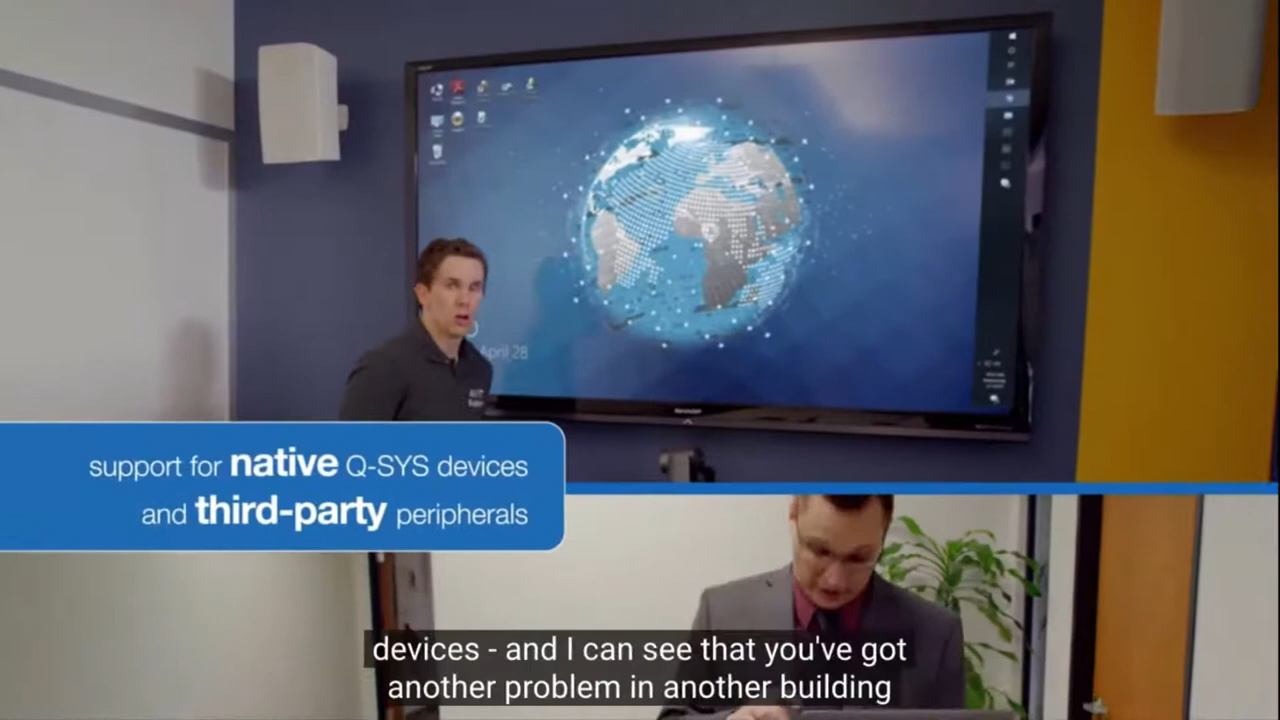 April 28
support for native Q-SYS devices
and third-party peripherals
devices - and I can see that you've got
another problem in another building